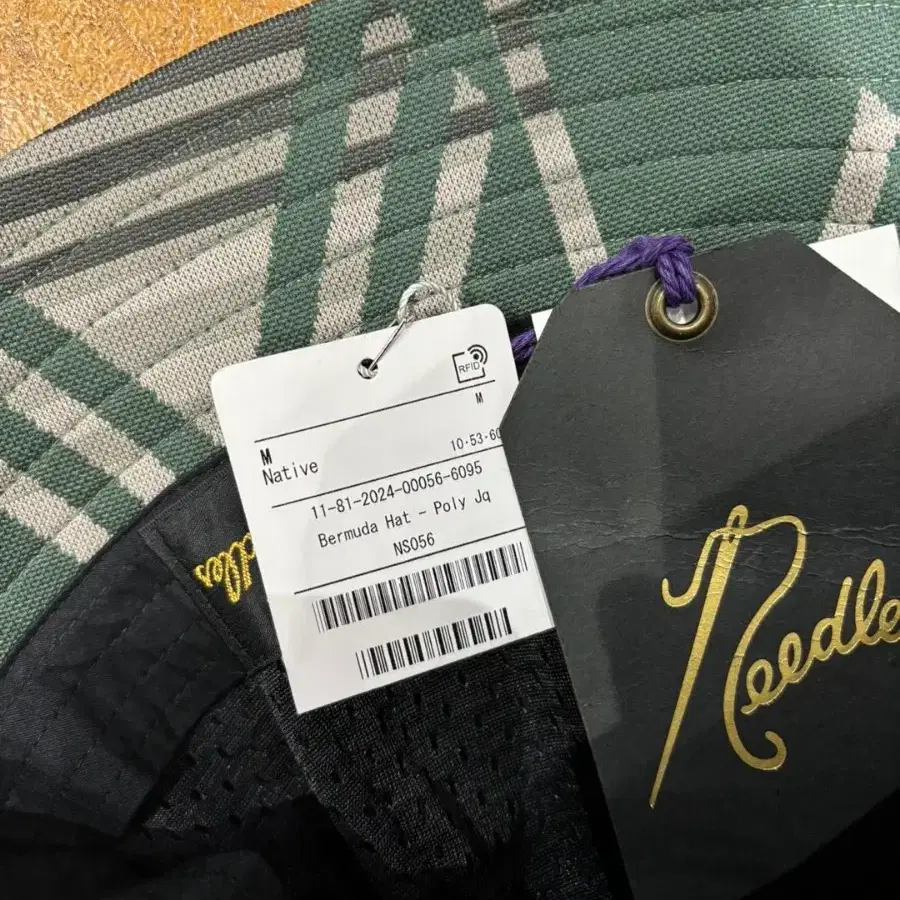 RFID
M
M
Native
10·53·60
11-81-2024-00056-6095
Bermuda Hat - Poly Jq
NS056
Needle